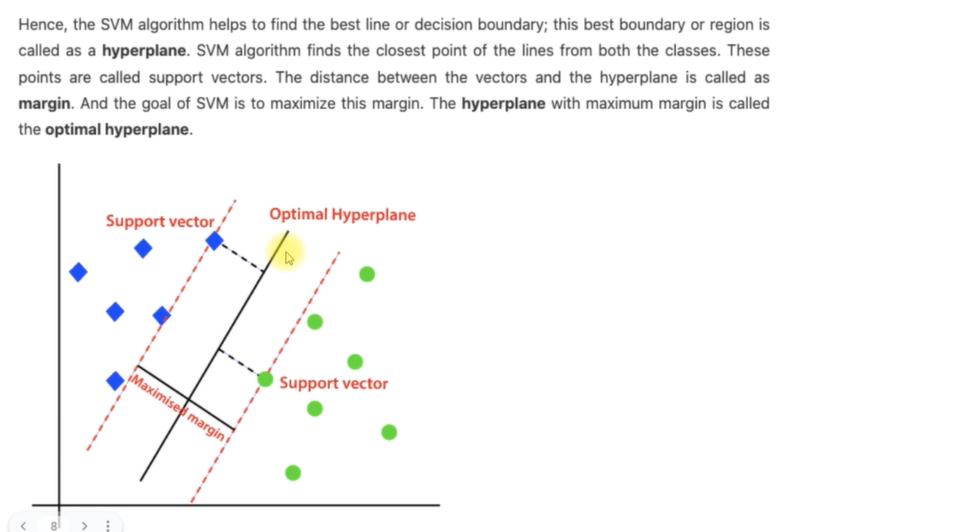 Hence, the SVM algorithm helps to find the best line or decision boundary; this best boundary or region is
called as a hyperplane. SVM algorithm finds the closest point of the lines from both the classes. These
points are called support vectors. The distance between the vectors and the hyperplane is called as
margin. And the goal of SVM is to maximize this margin. The hyperplane with maximum margin is called
the optimal hyperplane.
Optimal Hyperplane
Support vector
Support vector
Maximised margin
8